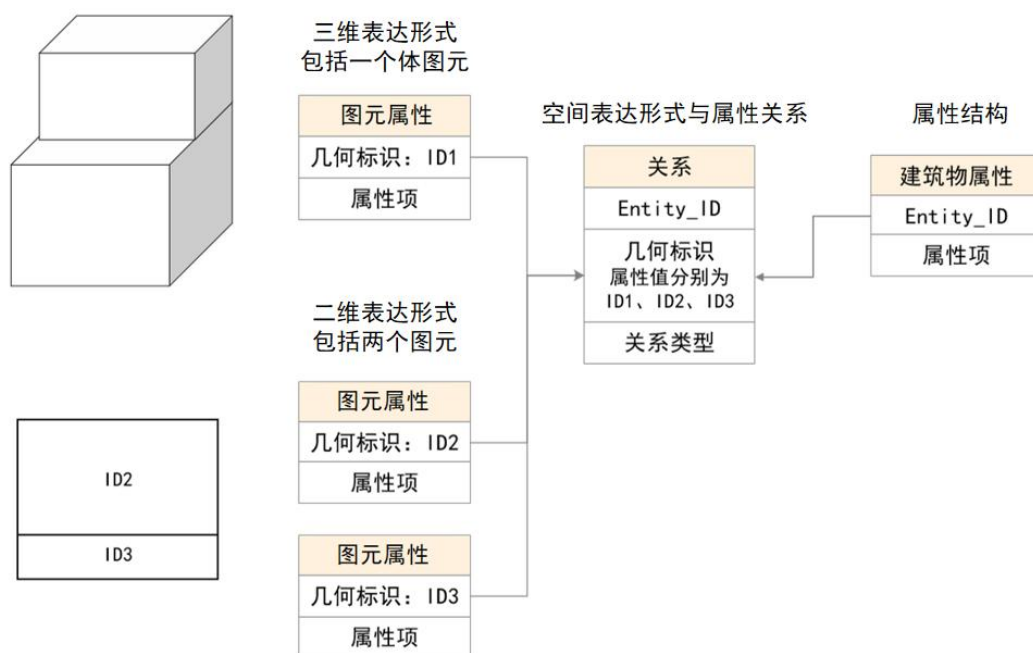 三维表达形式
包括一个体图元
图元属性
几何标识：ID1
属性项
空间表达形式与属性关系
关系
Entity_ID
几何标识
属性值分别为
ID1、ID2、ID3
关系类型
属性结构
建筑物属性
Entity_ID
属性项
二维表达形式
包括两个图元
图元属性
几何标识：ID2
属性项
图元属性
几何标识：ID3
属性项
ID2
ID3